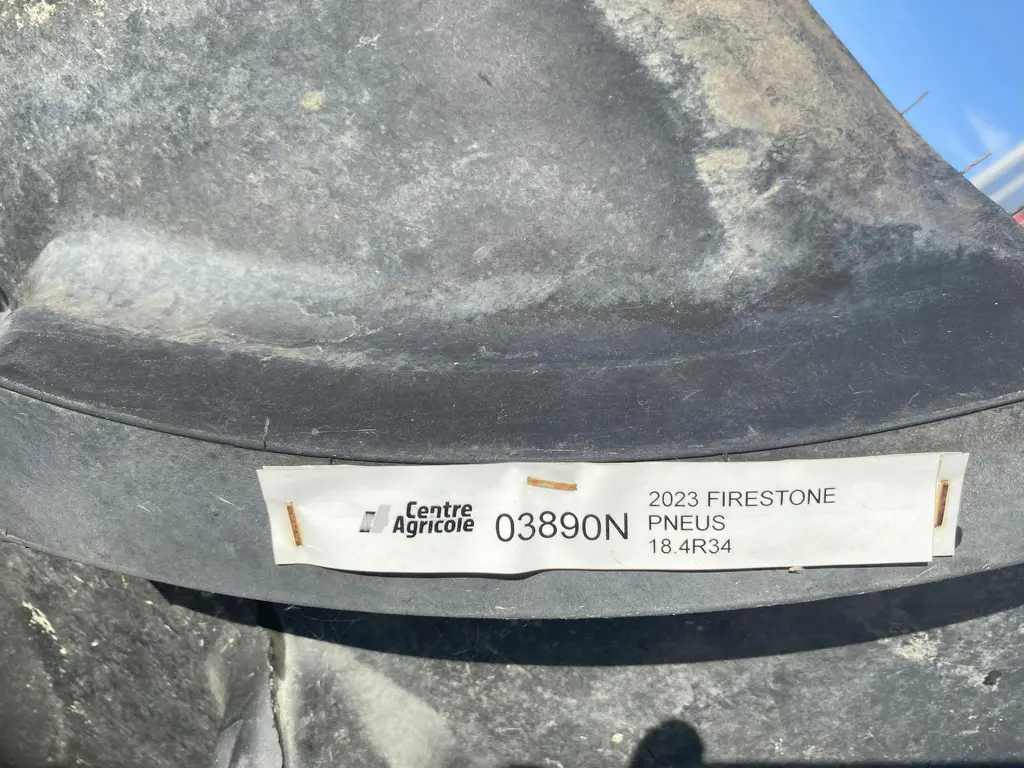 Centre
Agricole
03890N
2023 FIRESTONE
PNEUS
18.4R34